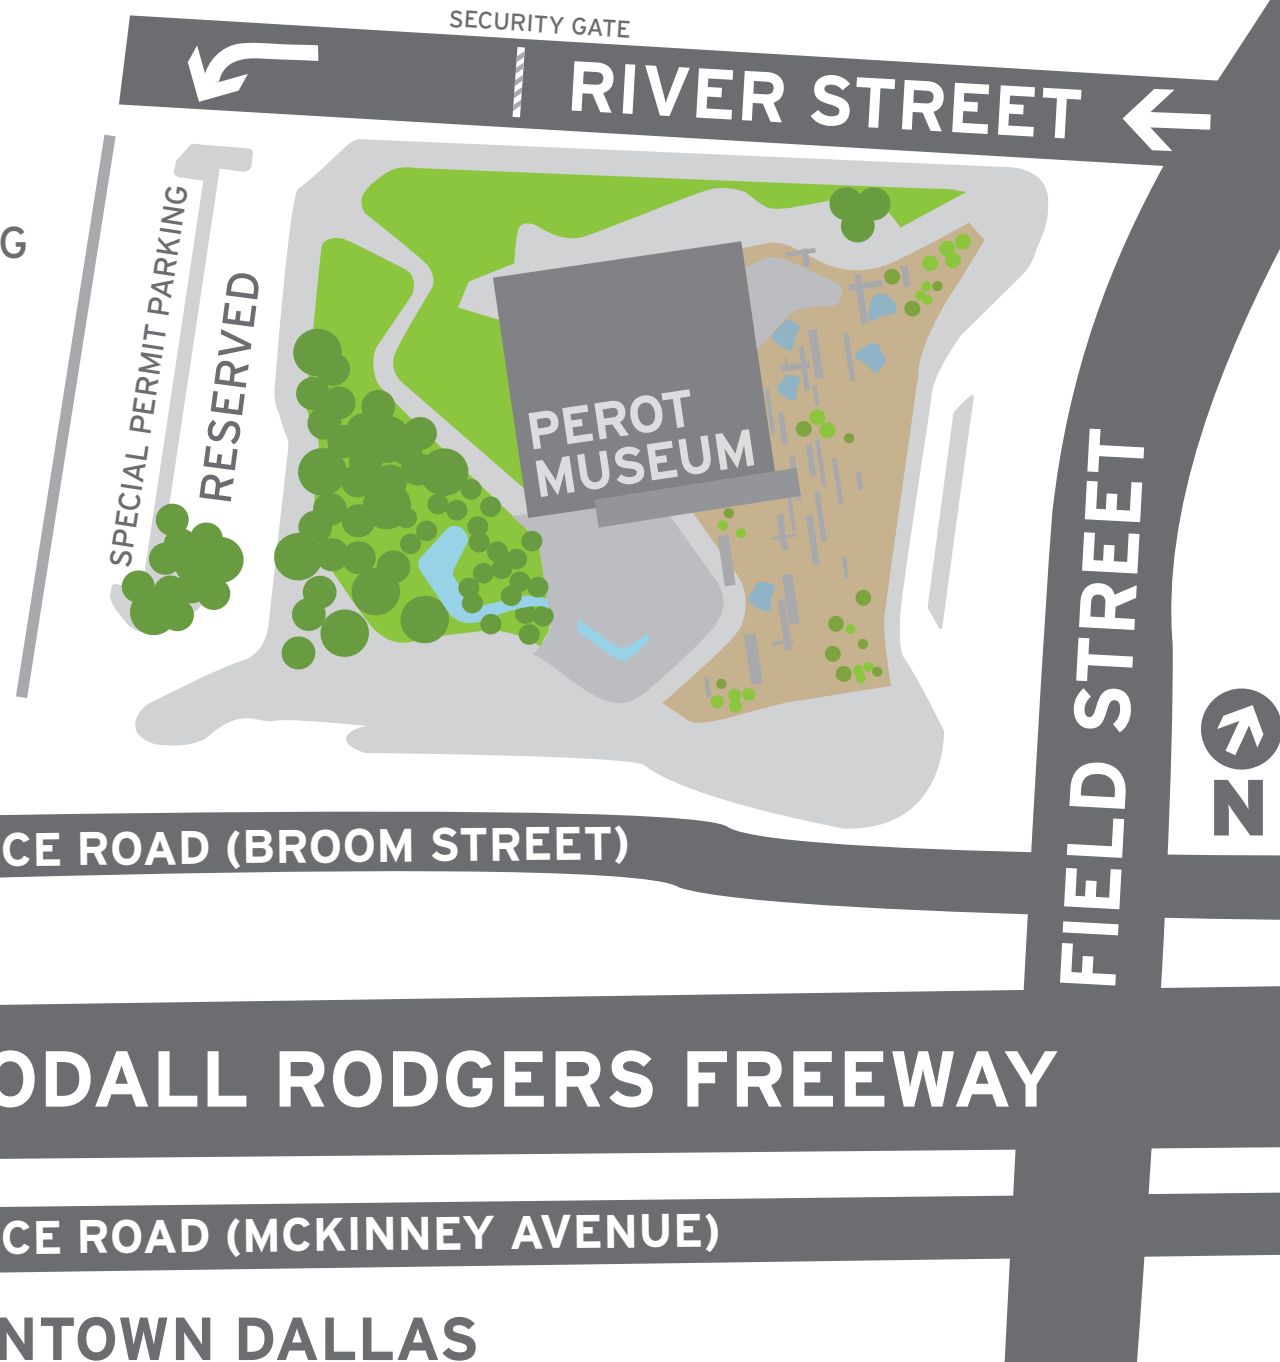 SECURITY GATE
RIVER STREET
G
SPECIAL PERMIT PARKING
RESERVED
PEROT
MUSEUM
FIELD STREET
N
CE ROAD (BROOM STREET)
ODALL RODGERS FREEWAY
CE ROAD (MCKINNEY AVENUE)
NTOWN DALLAS